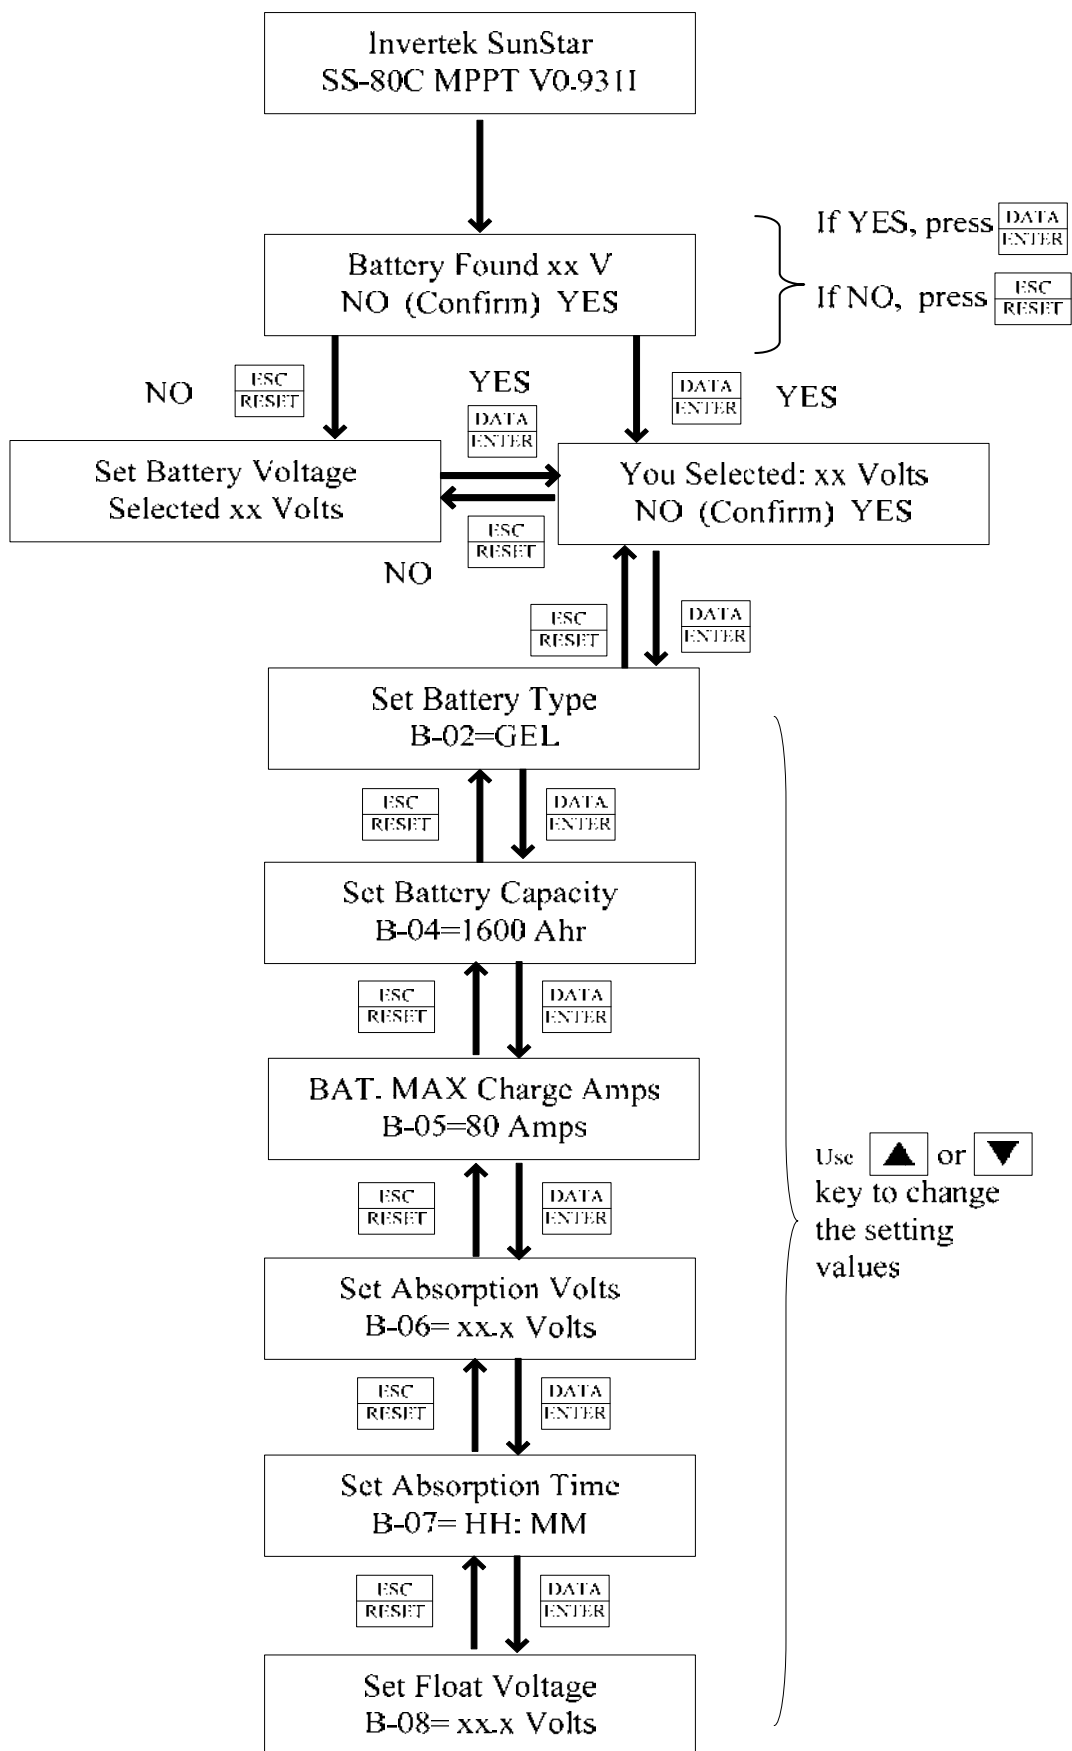 Invertek SunStar
SS-80C MPPT V0.931I
Battery Found xx V
NO (Confirm) YES
If YES, press DATA
ENTER
If NO, press ESC
RESET
NO
ESC
RESET
YES
DATA
ENTER
DATA
ENTER
YES
Set Battery Voltage
Selected xx Volts
You Selected: xx Volts
NO (Confirm) YES
ESC
RESET
NO
ESC
RESET
DATA
ENTER
Set Battery Type
B-02=GEL
ESC
RESET
DATA
ENTER
Set Battery Capacity
B-04=1600 Ahr
ESC
RESET
DATA
ENTER
BAT. MAX Charge Amps
B-05=80 Amps
Use ▲ or ▼
key to change
the setting
values
ESC
RESET
DATA
ENTER
Set Absorption Volts
B-06= xx.x Volts
ESC
RESET
DATA
ENTER
Set Absorption Time
B-07= HH: MM
ESC
RESET
DATA
ENTER
Set Float Voltage
B-08= xx.x Volts